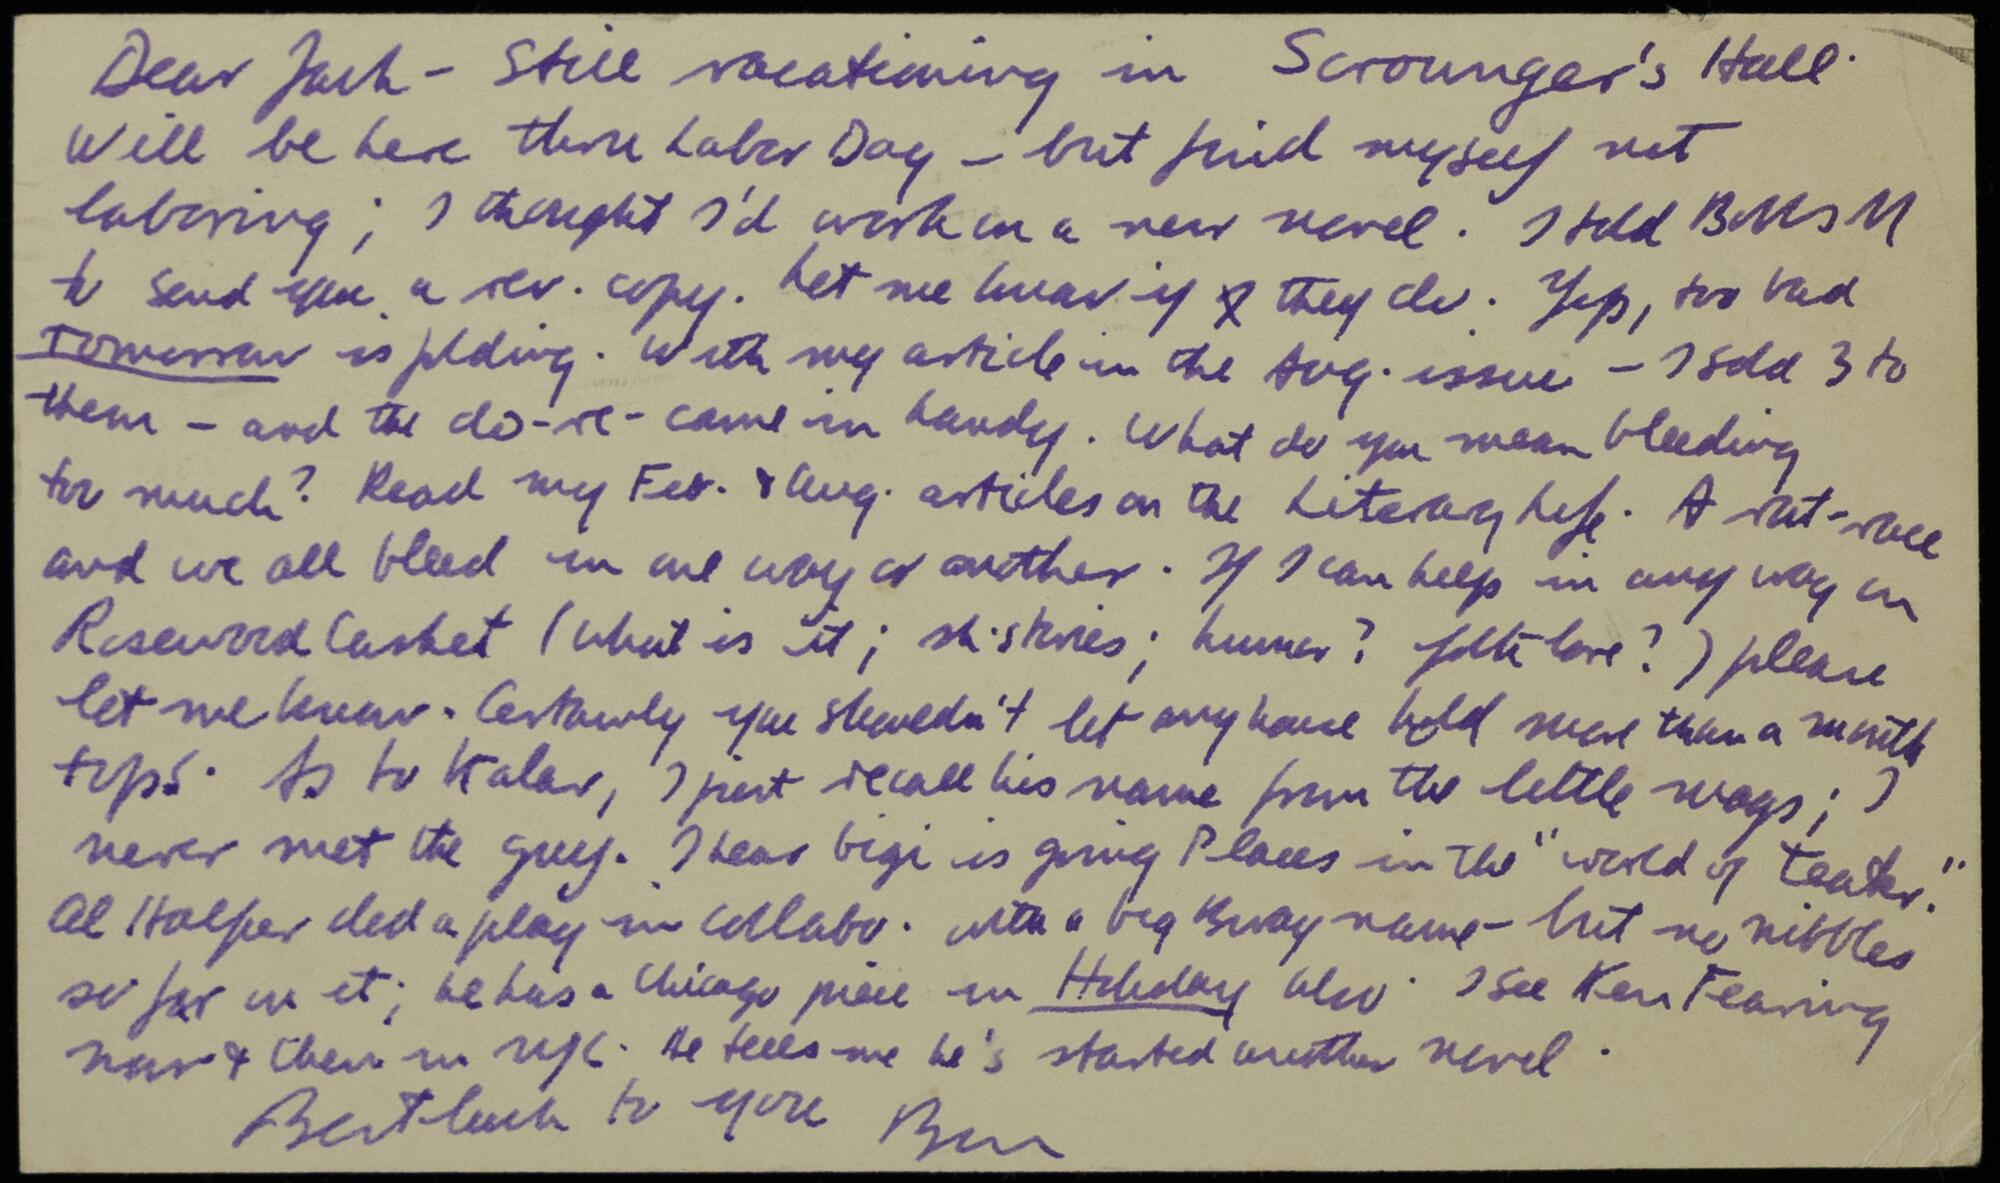 Dear Jack - Still vacationing in Scrounger's Hall.
Will be here thru Labor Day - but find myself not
laboring; I thought I'd work on a new novel. I told BobbsM
to send you a rev. copy. Let me know if they do. Yep, too bad
Tomorrow is folding. With my article in the Aug. issue - I sold 3 to
them - and the do-re- came in handy. What do you mean bleeding
too much? Read my Feb. & Aug. articles on the Literary Life. A rat-race
and we all bleed in one way or another. If I can help in any way on
Rosewood Casket (what is it; sh. stories; humor? folk lore?) please
let me know. Certainly you shouldn't let any house hold more than a month
tops. As to Kalar, I just recall his name from the little mags; I
never met the guy. I hear Gigi is going Places in the "world of teater."
Al Halper did a play in collabo. with a big Bway name - but no nibbles
so far on it; he has a Chicago piece in Holiday also. I see Ken Fearing
now & then in NYC. He tells me he's started another novel.
Best luck to you Ben